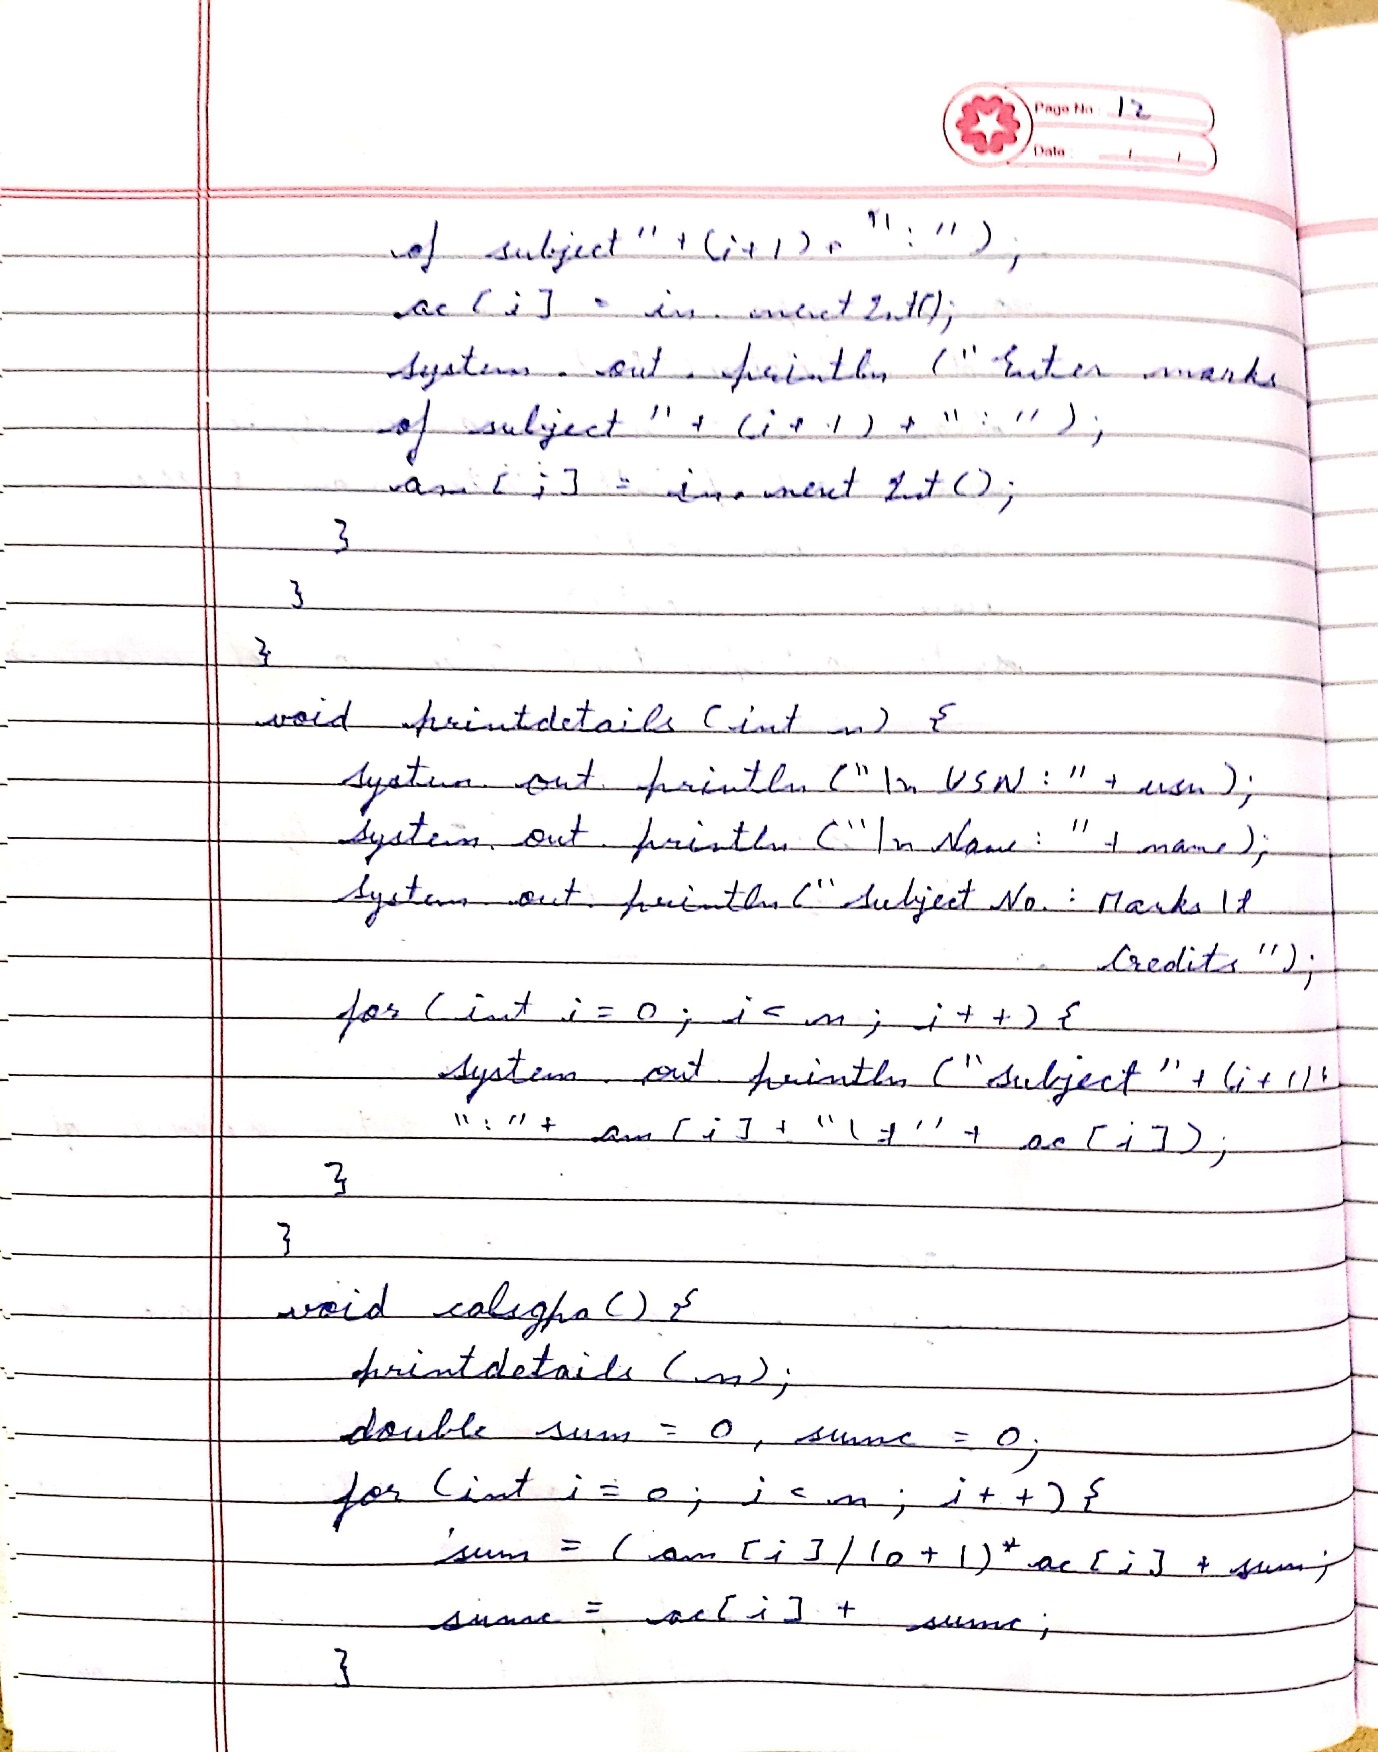 Page No: 12
Date: / /
of subject" + (i+1) + ":");
ac[i] = in.nextInt();
system.out.println ("Enter marks
of subject" + (i+1) + ":");
am[i] = in.nextInt();
}
}
}
void printdetails (int n) {
system.out.println ("\n USN : " + usn);
system.out.println ("\n Name : " + name);
system.out.println (" Subject No. : Marks \t
Credits ");
for (int i = 0; i < n; i++) {
system.out.println ("subject" + (i+1)+
":" + am[i] + "\t" + ac[i]);
}
}
void calsgpa() {
printdetails (n);
double sum = 0, sumc = 0;
for (int i = 0; i < n; i++) {
sum = (am[i]/10+1)*ac[i] + sum;
sumc = ac[i] + sumc;
}